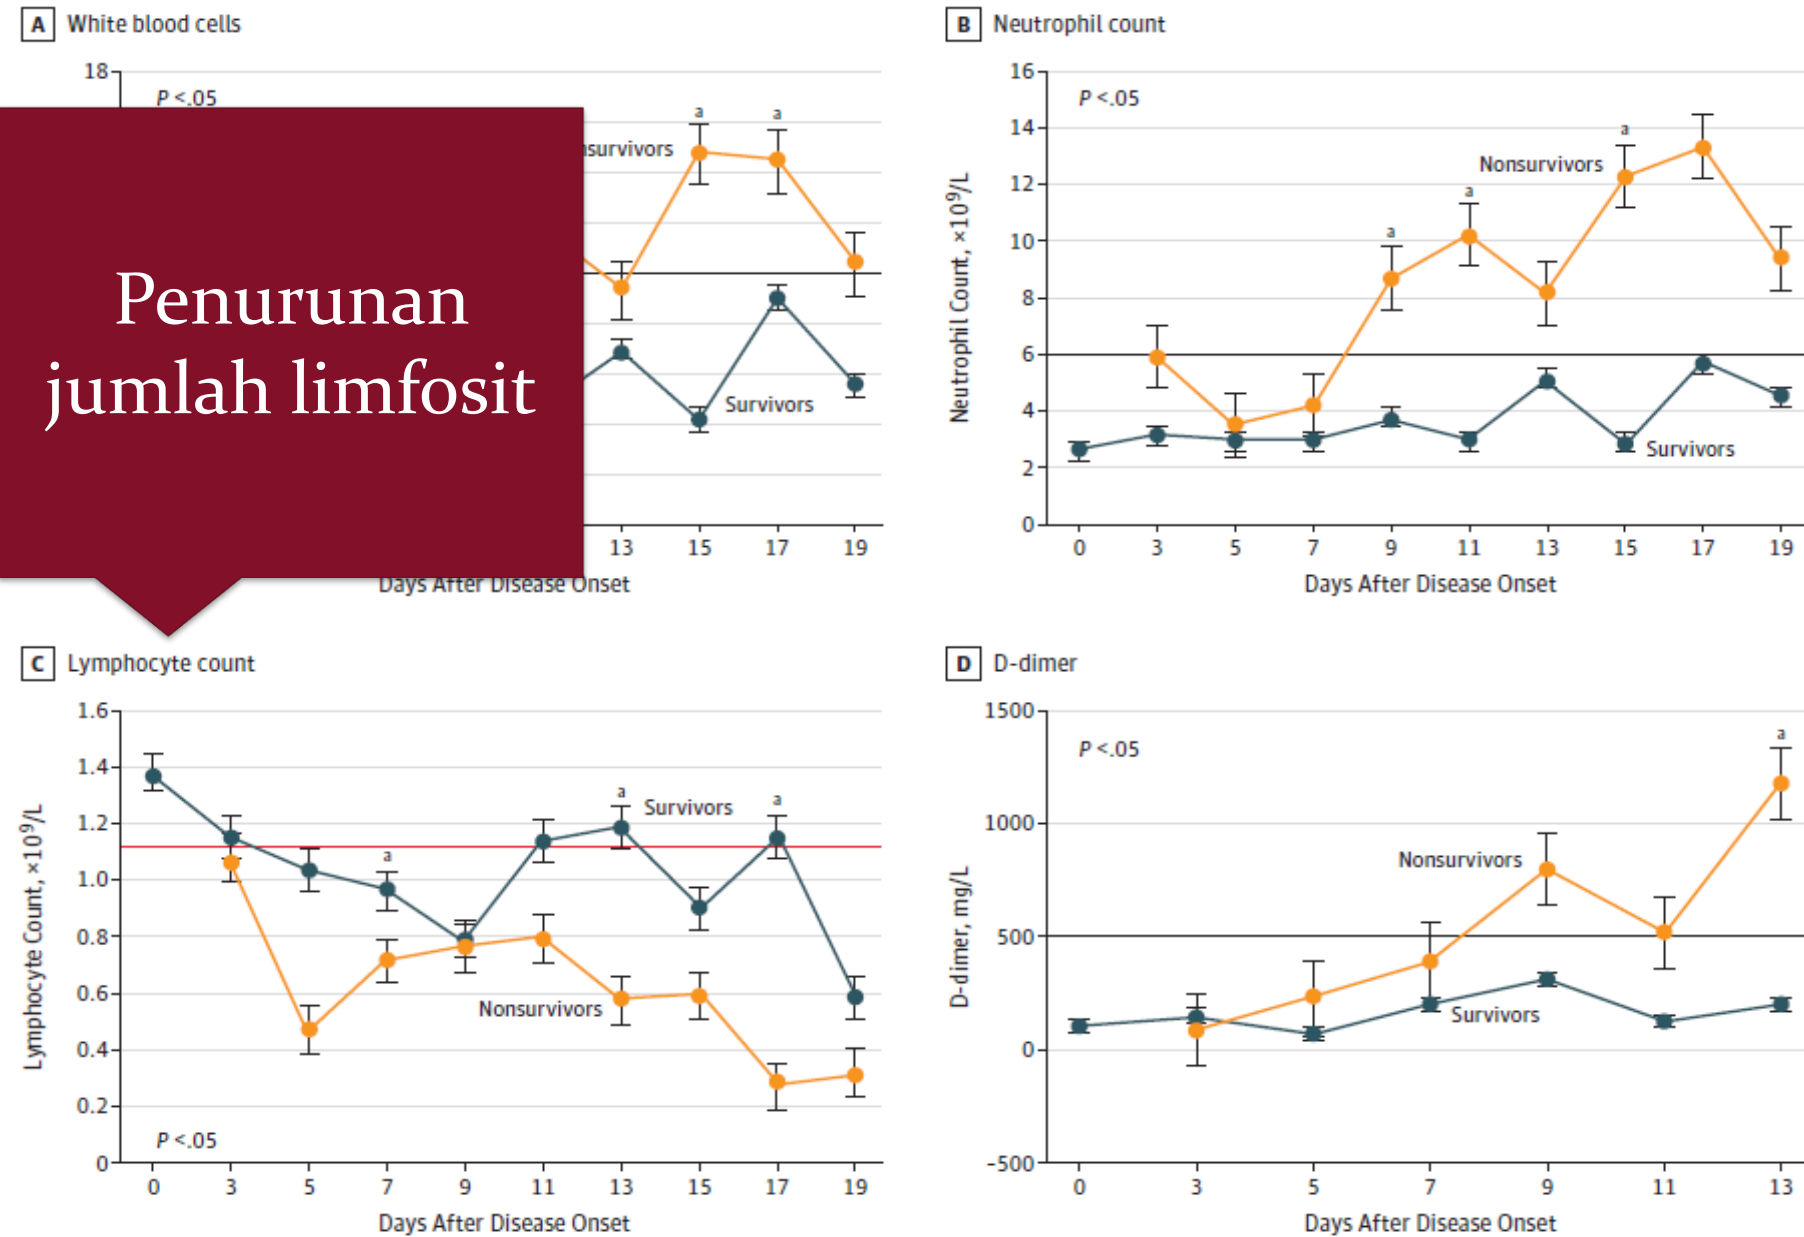 A White blood cells
18
P <.05
a a
Penurunan
jumlah limfosit
Survivors
13 15 17 19
Days After Disease Onset
B Neutrophil count
16
14
12
10
8
6
4
2
0
Neutrophil Count, ×10⁹/L
P <.05
a a a
Nonsurvivors
Survivors
0 3 5 7 9 11 13 15 17 19
Days After Disease Onset
C Lymphocyte count
1.6
1.4
1.2
1.0
0.8
0.6
0.4
0.2
0
Lymphocyte Count, ×10⁹/L
a a a
Survivors
Nonsurvivors
P <.05
0 3 5 7 9 11 13 15 17 19
Days After Disease Onset
D D-dimer
1500
1000
500
0
-500
D-dimer, mg/L
P <.05
a
Nonsurvivors
Survivors
0 3 5 7 9 11 13
Days After Disease Onset